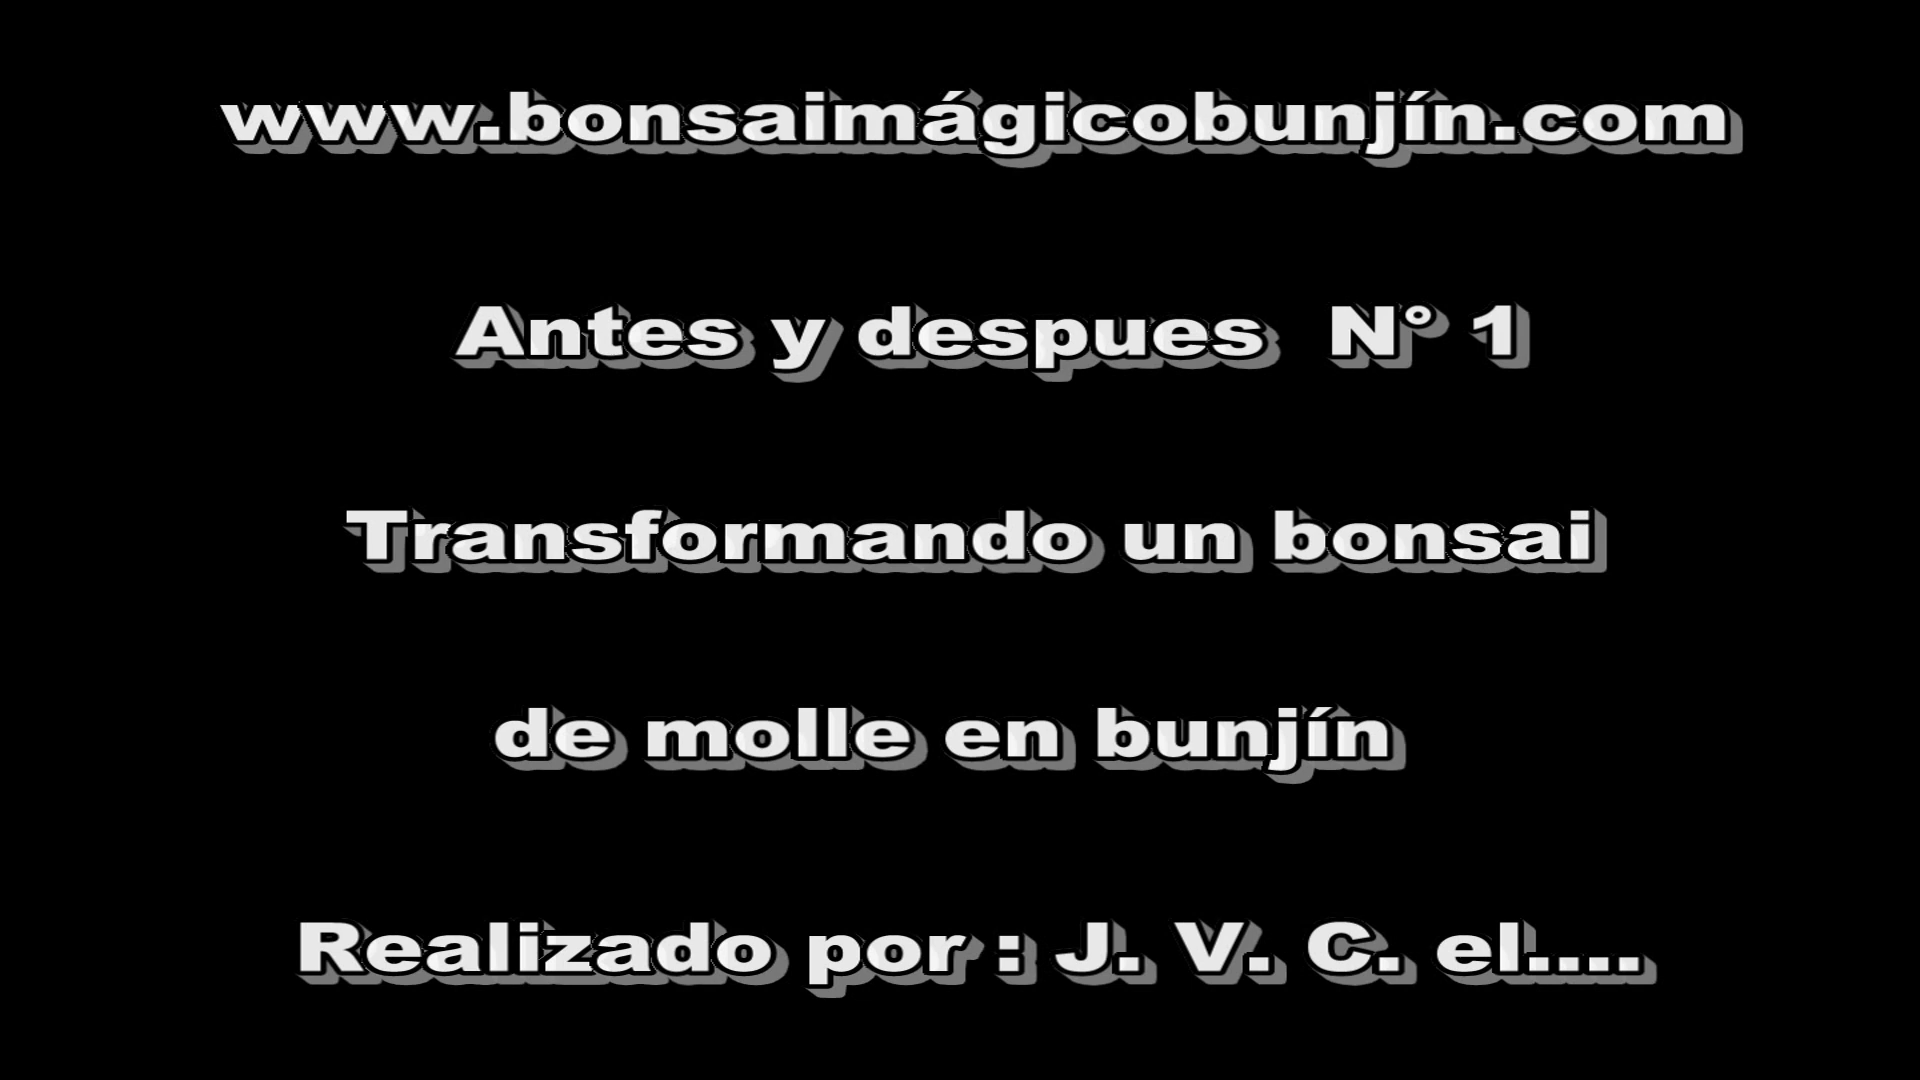 www.bonsaimágicobunjín.com
Antes y despues N° 1
Transformando un bonsai
de molle en bunjín
Realizado por : J. V. C. el....